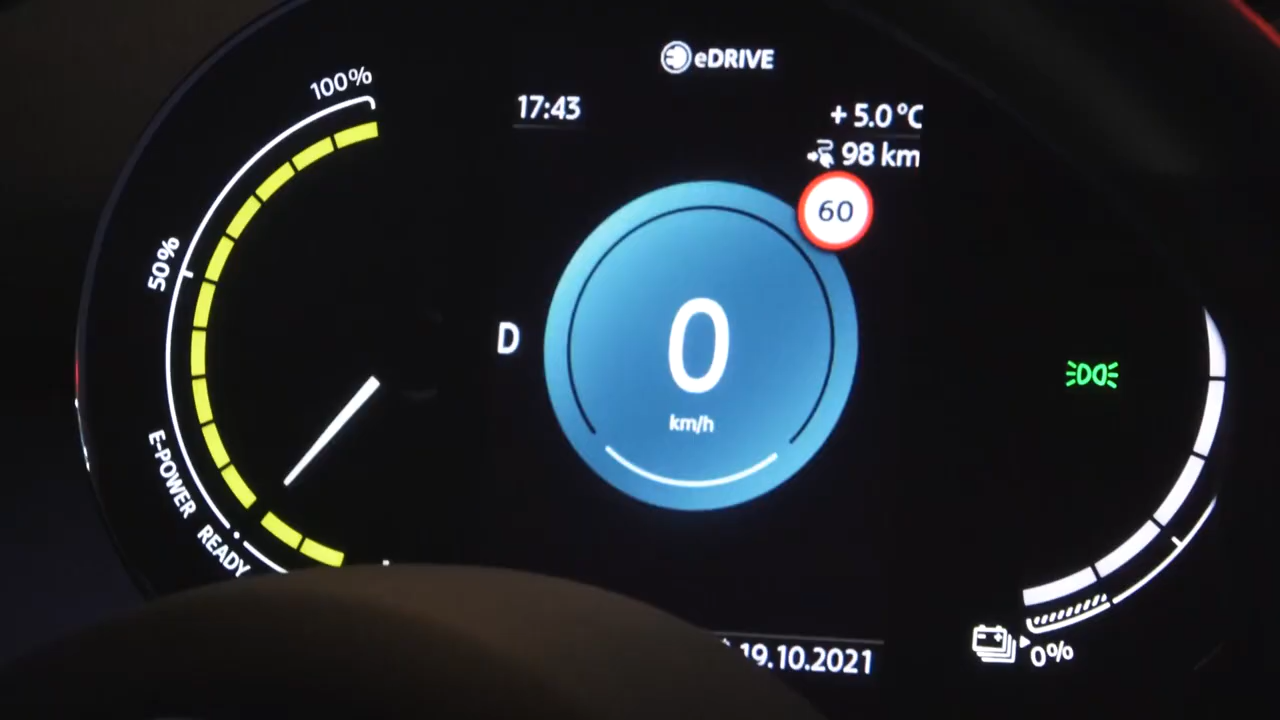 eDRIVE
100%
17:43
+ 5.0 °C
98 km
60
50%
D
0
km/h
E-POWER
READY
19.10.2021
0%